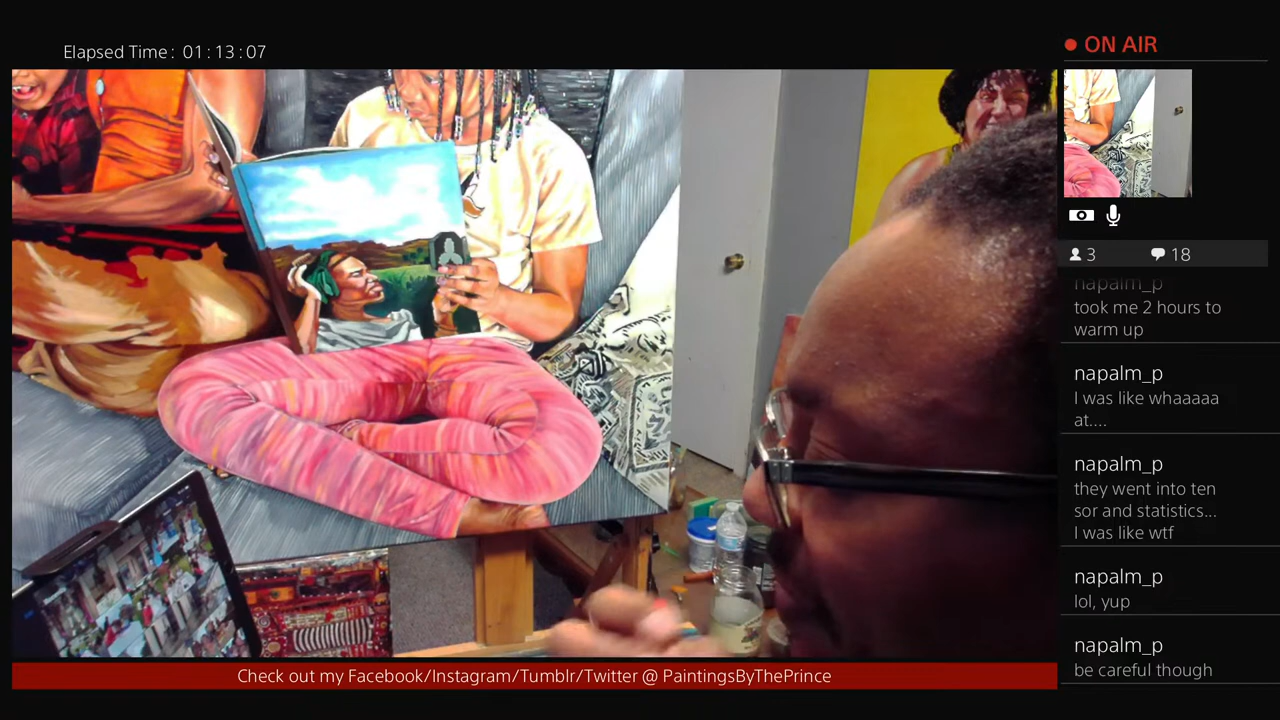 Elapsed Time: 01:13:07
ON AIR
3 18
napalm_p
took me 2 hours to
warm up
napalm_p
I was like whaaaaa
at....
napalm_p
they went into ten
sor and statistics...
I was like wtf
napalm_p
lol, yup
napalm_p
be careful though
Check out my Facebook/Instagram/Tumblr/Twitter @ PaintingsByThePrince